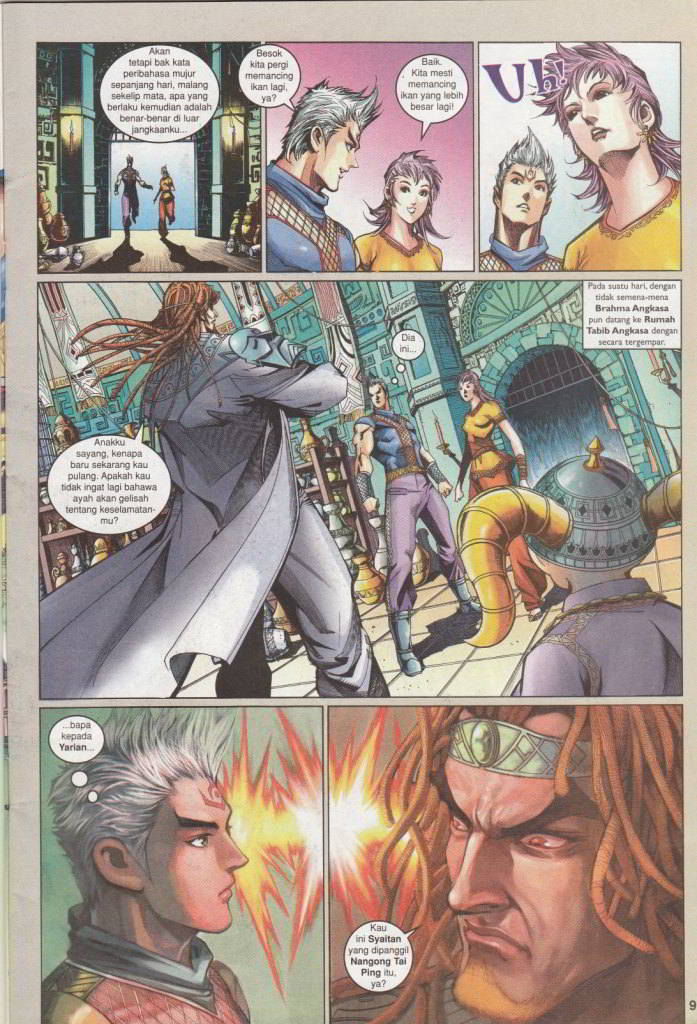 Akan
tetapi bak kata
peribahasa mujur
sepanjang hari, malang
sekelip mata, apa yang
berlaku kemudian adalah
benar-benar di luar
jangkaanku...
Besok
kita pergi
memancing
ikan lagi,
ya?
Baik.
Kita mesti
memancing
ikan yang lebih
besar lagi!
Uh!
Pada suatu hari, dengan
tidak semena-mena
Brahma Angkasa
pun datang ke Rumah
Tabib Angkasa dengan
secara tergempar.
Dia
ini...
Anakku
sayang, kenapa
baru sekarang kau
pulang. Apakah kau
tidak ingat lagi bahawa
ayah akan gelisah
tentang keselamatan-
mu?
...bapa
kepada
Yarian...
Kau
ini Syaitan
yang dipanggil
Nangong Tai
Ping itu,
ya?
9